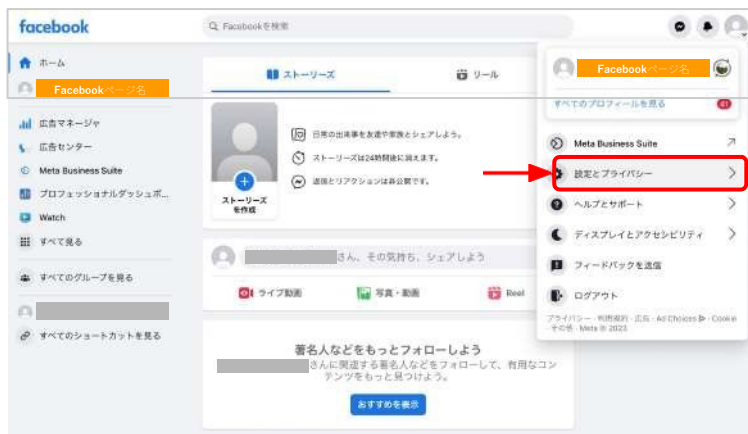 facebook
Facebookを検索
ホーム
Facebookページ名
広告マネージャ
広告センター
Meta Business Suite
プロフェッショナルダッシュボ...
Watch
すべて見る
すべてのグループを見る
すべてのショートカットを見る
ストーリーズ
リール
日常の出来事を友達や家族とシェアしよう。
ストーリーズは24時間後に消えます。
返信とリアクションは非公開です。
ストーリーズ
を作成
さん、その気持ち、シェアしよう
ライブ動画
写真・動画
Reel
著名人などをもっとフォローしよう
さんに関連する著名人などをフォローして、有用なコン
テンツをもっと見つけよう。
おすすめを表示
Facebookページ名
すべてのプロフィールを見る
Meta Business Suite
設定とプライバシー
ヘルプとサポート
ディスプレイとアクセシビリティ
フィードバックを送信
ログアウト
プライバシー · 利用規約 · 広告 · Ad Choices · Cookie
· その他 · Meta © 2023